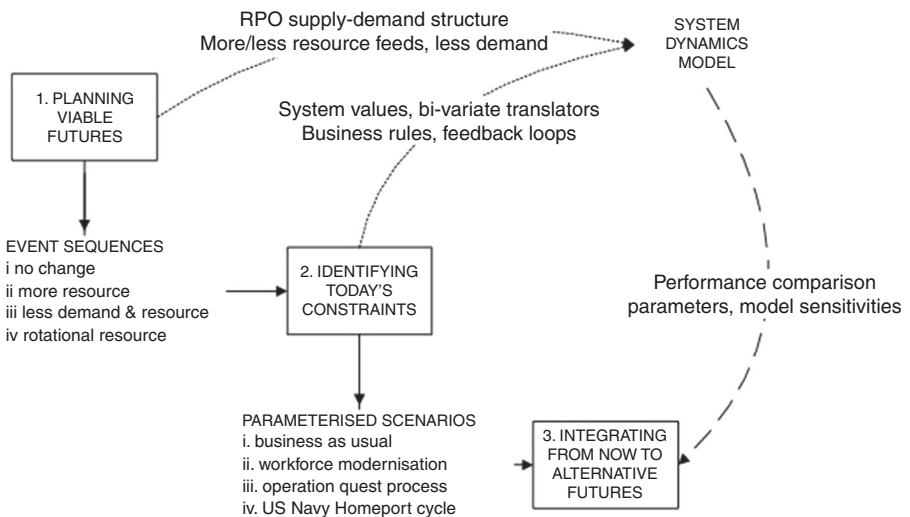 RPO supply-demand structure
More/less resource feeds, less demand
SYSTEM
DYNAMICS
MODEL
1. PLANNING
VIABLE
FUTURES
System values, bi-variate translators
Business rules, feedback loops
EVENT SEQUENCES
i no change
ii more resource
iii less demand & resource
iv rotational resource
2. IDENTIFYING
TODAY'S
CONSTRAINTS
Performance comparison
parameters, model sensitivities
PARAMETERISED SCENARIOS
i. business as usual
ii. workforce modernisation
iii. operation quest process
iv. US Navy Homeport cycle
3. INTEGRATING
FROM NOW TO
ALTERNATIVE
FUTURES